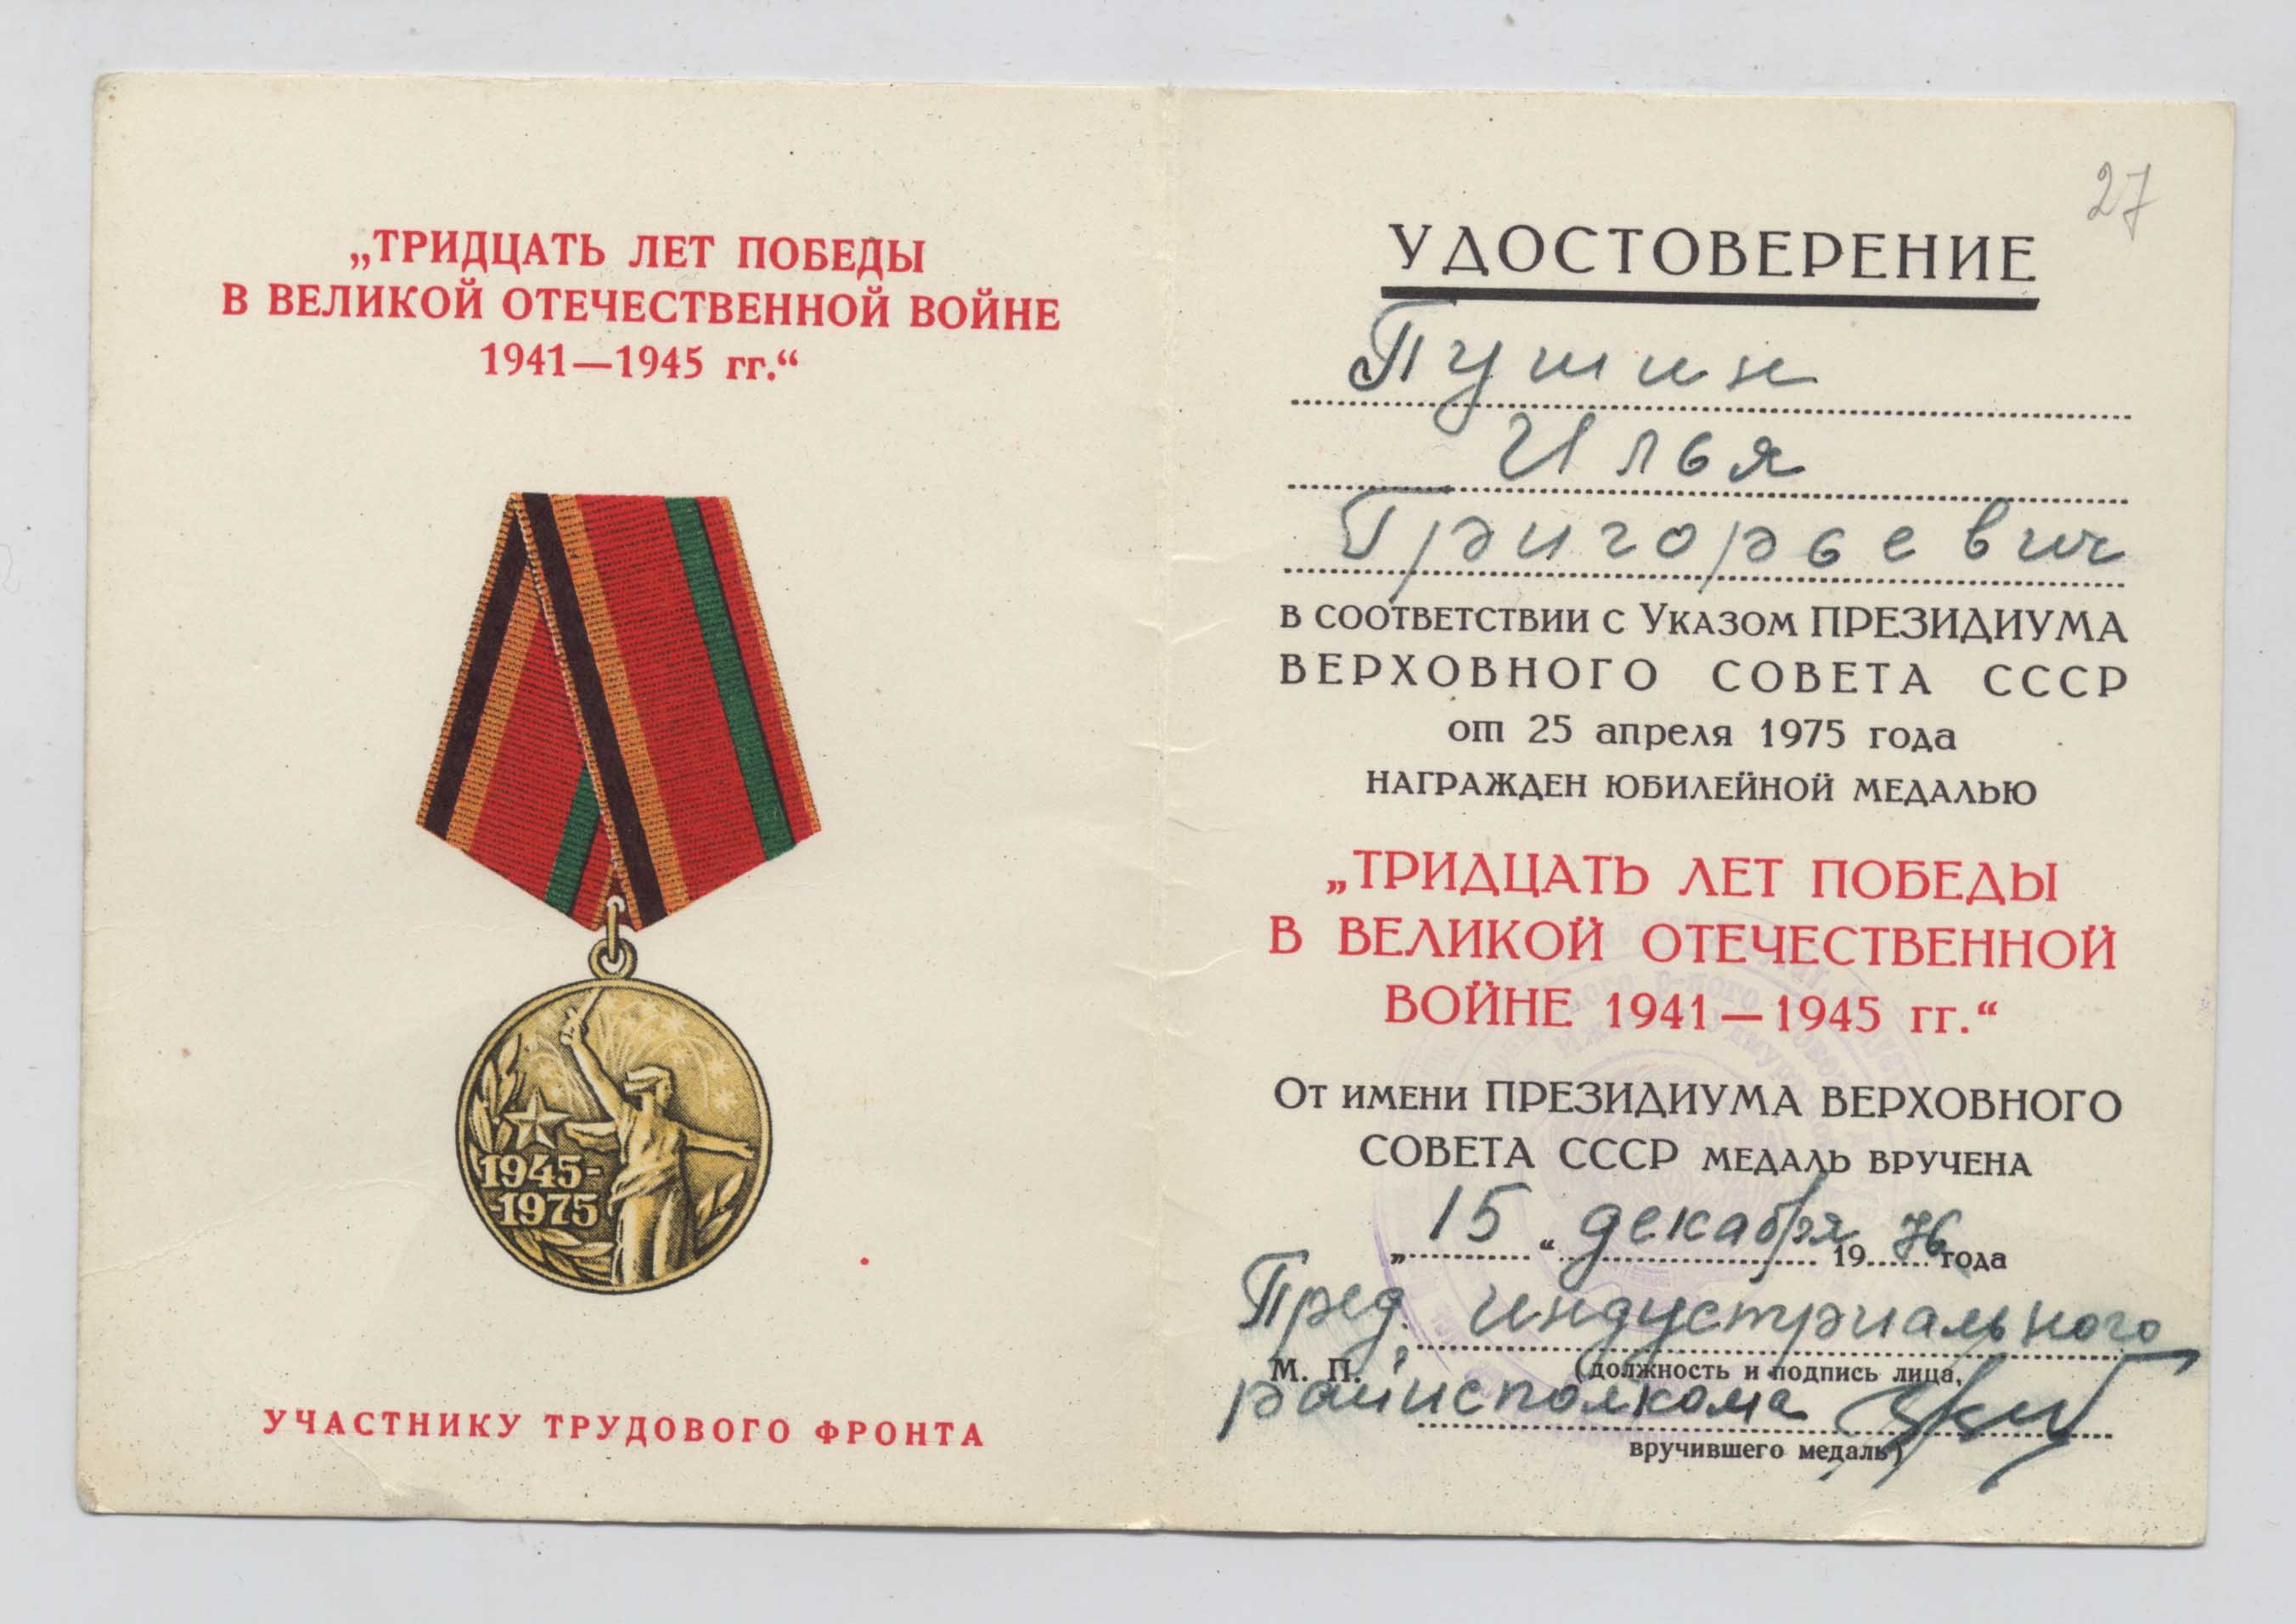 „ТРИДЦАТЬ ЛЕТ ПОБЕДЫ
В ВЕЛИКОЙ ОТЕЧЕСТВЕННОЙ ВОЙНЕ
1941—1945 гг.“
1945-
-1975
УЧАСТНИКУ ТРУДОВОГО ФРОНТА
27
УДОСТОВЕРЕНИЕ
Пушин
Илья
Григорьевич
В СООТВЕТСТВИИ С УКАЗОМ ПРЕЗИДИУМА
ВЕРХОВНОГО СОВЕТА СССР
от 25 апреля 1975 года
НАГРАЖДЕН ЮБИЛЕЙНОЙ МЕДАЛЬЮ
„ТРИДЦАТЬ ЛЕТ ПОБЕДЫ
В ВЕЛИКОЙ ОТЕЧЕСТВЕННОЙ
ВОЙНЕ 1941—1945 гг.“
ОТ ИМЕНИ ПРЕЗИДИУМА ВЕРХОВНОГО
СОВЕТА СССР МЕДАЛЬ ВРУЧЕНА
„15“ декабря 1976 года
Пред. индустриального
М. П. (должность и подпись лица,
райисполкома
вручившего медаль)